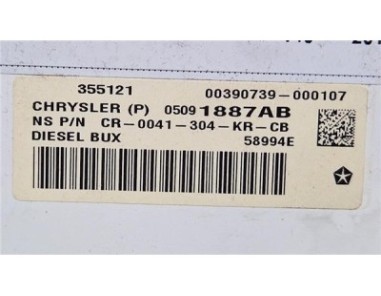 355121 00390739-000107
CHRYSLER (P) 05091887AB
NS P/N CR-0041-304-KR-CB
DIESEL BUX 58994E